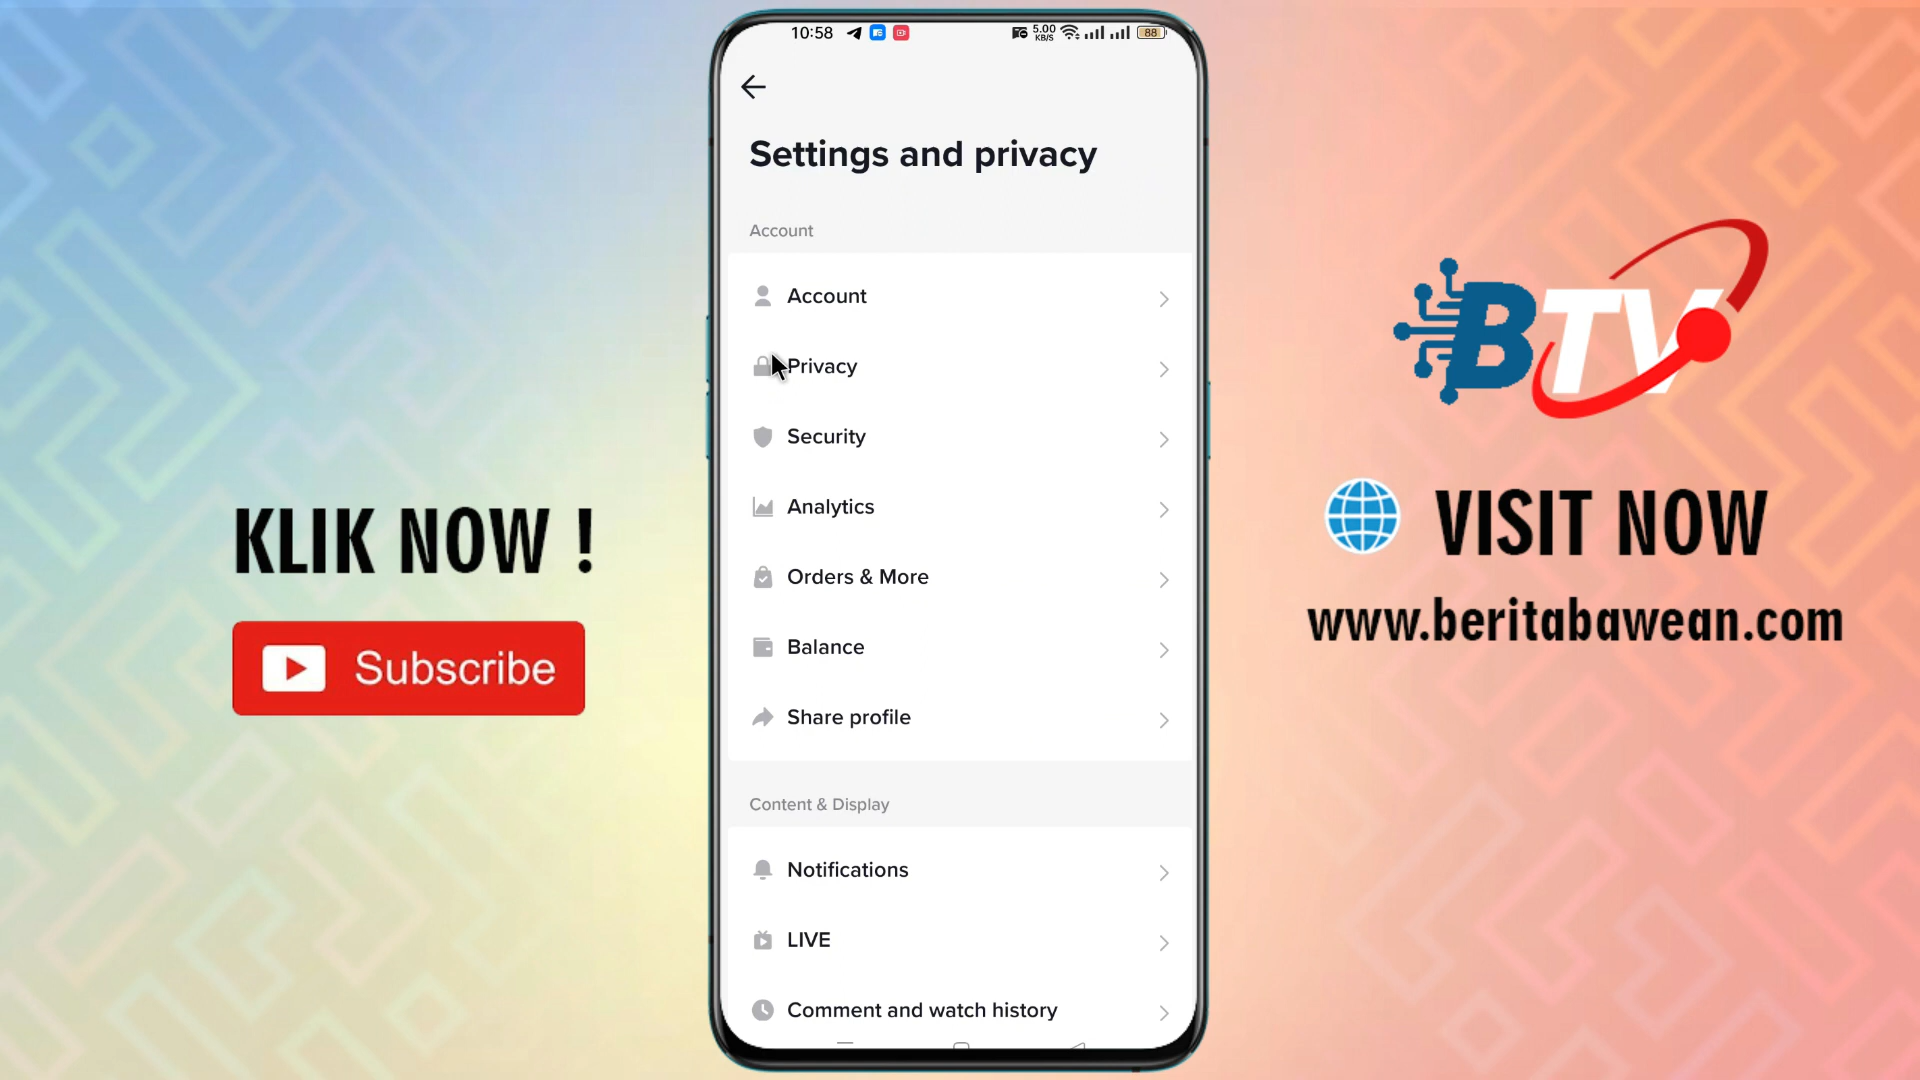 10:58
5.00
KB/S
88
Settings and privacy
Account
Account
Privacy
Security
Analytics
Orders & More
Balance
Share profile
Content & Display
Notifications
LIVE
Comment and watch history
KLIK NOW !
Subscribe
BTV
VISIT NOW
www.beritabawean.com